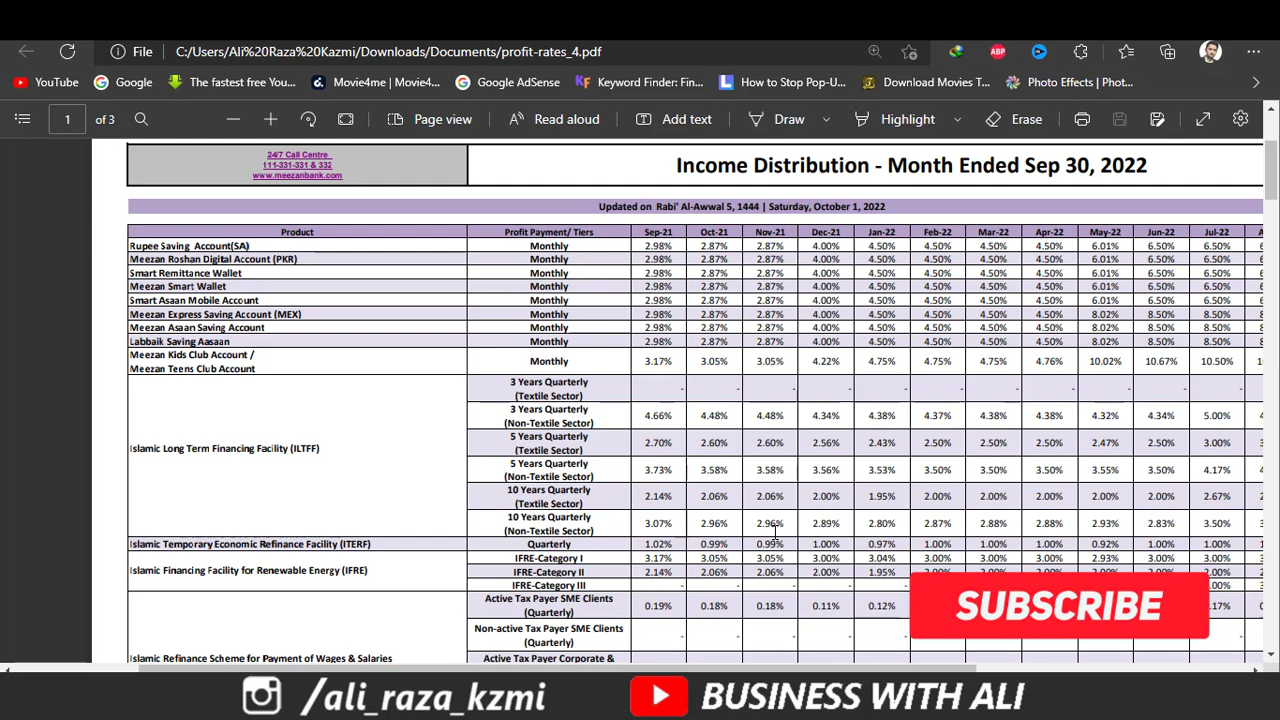 File C:/Users/Ali%20Raza%20Kazmi/Downloads/Documents/profit-rates_4.pdf ABP
YouTube Google The fastest free You... Movie4me | Movie4... Google AdSense KF Keyword Finder: Fin... L How to Stop Pop-U... Download Movies T... Photo Effects | Phot...
1 of 3 Page view Read aloud Add text Draw Highlight Erase
24/7 Call Centre
111-331-331 & 332
www.meezanbank.com
Income Distribution - Month Ended Sep 30, 2022
Updated on Rabi' Al-Awwal 5, 1444 | Saturday, October 1, 2022
Product Profit Payment/ Tiers Sep-21 Oct-21 Nov-21 Dec-21 Jan-22 Feb-22 Mar-22 Apr-22 May-22 Jun-22 Jul-22 A
Rupee Saving Account(SA) Monthly 2.98% 2.87% 2.87% 4.00% 4.50% 4.50% 4.50% 4.50% 6.01% 6.50% 6.50%
Meezan Roshan Digital Account (PKR) Monthly 2.98% 2.87% 2.87% 4.00% 4.50% 4.50% 4.50% 4.50% 6.01% 6.50% 6.50%
Smart Remittance Wallet Monthly 2.98% 2.87% 2.87% 4.00% 4.50% 4.50% 4.50% 4.50% 6.01% 6.50% 6.50%
Meezan Smart Wallet Monthly 2.98% 2.87% 2.87% 4.00% 4.50% 4.50% 4.50% 4.50% 6.01% 6.50% 6.50%
Smart Asaan Mobile Account Monthly 2.98% 2.87% 2.87% 4.00% 4.50% 4.50% 4.50% 4.50% 6.01% 6.50% 6.50%
Meezan Express Saving Account (MEX) Monthly 2.98% 2.87% 2.87% 4.00% 4.50% 4.50% 4.50% 4.50% 8.02% 8.50% 8.50%
Meezan Asaan Saving Account Monthly 2.98% 2.87% 2.87% 4.00% 4.50% 4.50% 4.50% 4.50% 8.02% 8.50% 8.50%
Labbaik Saving Aasaan Monthly 2.98% 2.87% 2.87% 4.00% 4.50% 4.50% 4.50% 4.50% 8.02% 8.50% 8.50%
Meezan Kids Club Account /
Meezan Teens Club Account Monthly 3.17% 3.05% 3.05% 4.22% 4.75% 4.75% 4.75% 4.76% 10.02% 10.67% 10.50%
Islamic Long Term Financing Facility (ILTFF)
3 Years Quarterly
(Textile Sector) - - - - - - - - - - -
3 Years Quarterly
(Non-Textile Sector) 4.66% 4.48% 4.48% 4.34% 4.38% 4.37% 4.38% 4.38% 4.32% 4.34% 5.00%
5 Years Quarterly
(Textile Sector) 2.70% 2.60% 2.60% 2.56% 2.43% 2.50% 2.50% 2.50% 2.47% 2.50% 3.00%
5 Years Quarterly
(Non-Textile Sector) 3.73% 3.58% 3.58% 3.56% 3.53% 3.50% 3.50% 3.50% 3.55% 3.50% 4.17%
10 Years Quarterly
(Textile Sector) 2.14% 2.06% 2.06% 2.00% 1.95% 2.00% 2.00% 2.00% 2.00% 2.00% 2.67%
10 Years Quarterly
(Non-Textile Sector) 3.07% 2.96% 2.96% 2.89% 2.80% 2.87% 2.88% 2.88% 2.93% 2.83% 3.50%
Islamic Temporary Economic Refinance Facility (ITERF) Quarterly 1.02% 0.99% 0.99% 1.00% 0.97% 1.00% 1.00% 1.00% 0.92% 1.00% 1.00%
Islamic Financing Facility for Renewable Energy (IFRE)
IFRE-Category I 3.17% 3.05% 3.05% 3.00% 3.04% 3.00% 3.00% 3.00% 2.93% 3.00% 3.00%
IFRE-Category II 2.14% 2.06% 2.06% 2.00% 1.95%
IFRE-Category III - - - - -
Active Tax Payer SME Clients
(Quarterly) 0.19% 0.18% 0.18% 0.11% 0.12%
Non-active Tax Payer SME Clients
(Quarterly) - - - - -
Islamic Refinance Scheme for Payment of Wages & Salaries Active Tax Payer Corporate &
SUBSCRIBE
/ali_raza_kzmi BUSINESS WITH ALI